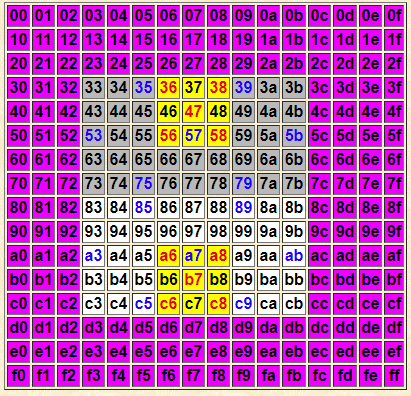 00 01 02 03 04 05 06 07 08 09 0a 0b 0c 0d 0e 0f
10 11 12 13 14 15 16 17 18 19 1a 1b 1c 1d 1e 1f
20 21 22 23 24 25 26 27 28 29 2a 2b 2c 2d 2e 2f
30 31 32 33 34 35 36 37 38 39 3a 3b 3c 3d 3e 3f
40 41 42 43 44 45 46 47 48 49 4a 4b 4c 4d 4e 4f
50 51 52 53 54 55 56 57 58 59 5a 5b 5c 5d 5e 5f
60 61 62 63 64 65 66 67 68 69 6a 6b 6c 6d 6e 6f
70 71 72 73 74 75 76 77 78 79 7a 7b 7c 7d 7e 7f
80 81 82 83 84 85 86 87 88 89 8a 8b 8c 8d 8e 8f
90 91 92 93 94 95 96 97 98 99 9a 9b 9c 9d 9e 9f
a0 a1 a2 a3 a4 a5 a6 a7 a8 a9 aa ab ac ad ae af
b0 b1 b2 b3 b4 b5 b6 b7 b8 b9 ba bb bc bd be bf
c0 c1 c2 c3 c4 c5 c6 c7 c8 c9 ca cb cc cd ce cf
d0 d1 d2 d3 d4 d5 d6 d7 d8 d9 da db dc dd de df
e0 e1 e2 e3 e4 e5 e6 e7 e8 e9 ea eb ec ed ee ef
f0 f1 f2 f3 f4 f5 f6 f7 f8 f9 fa fb fc fd fe ff